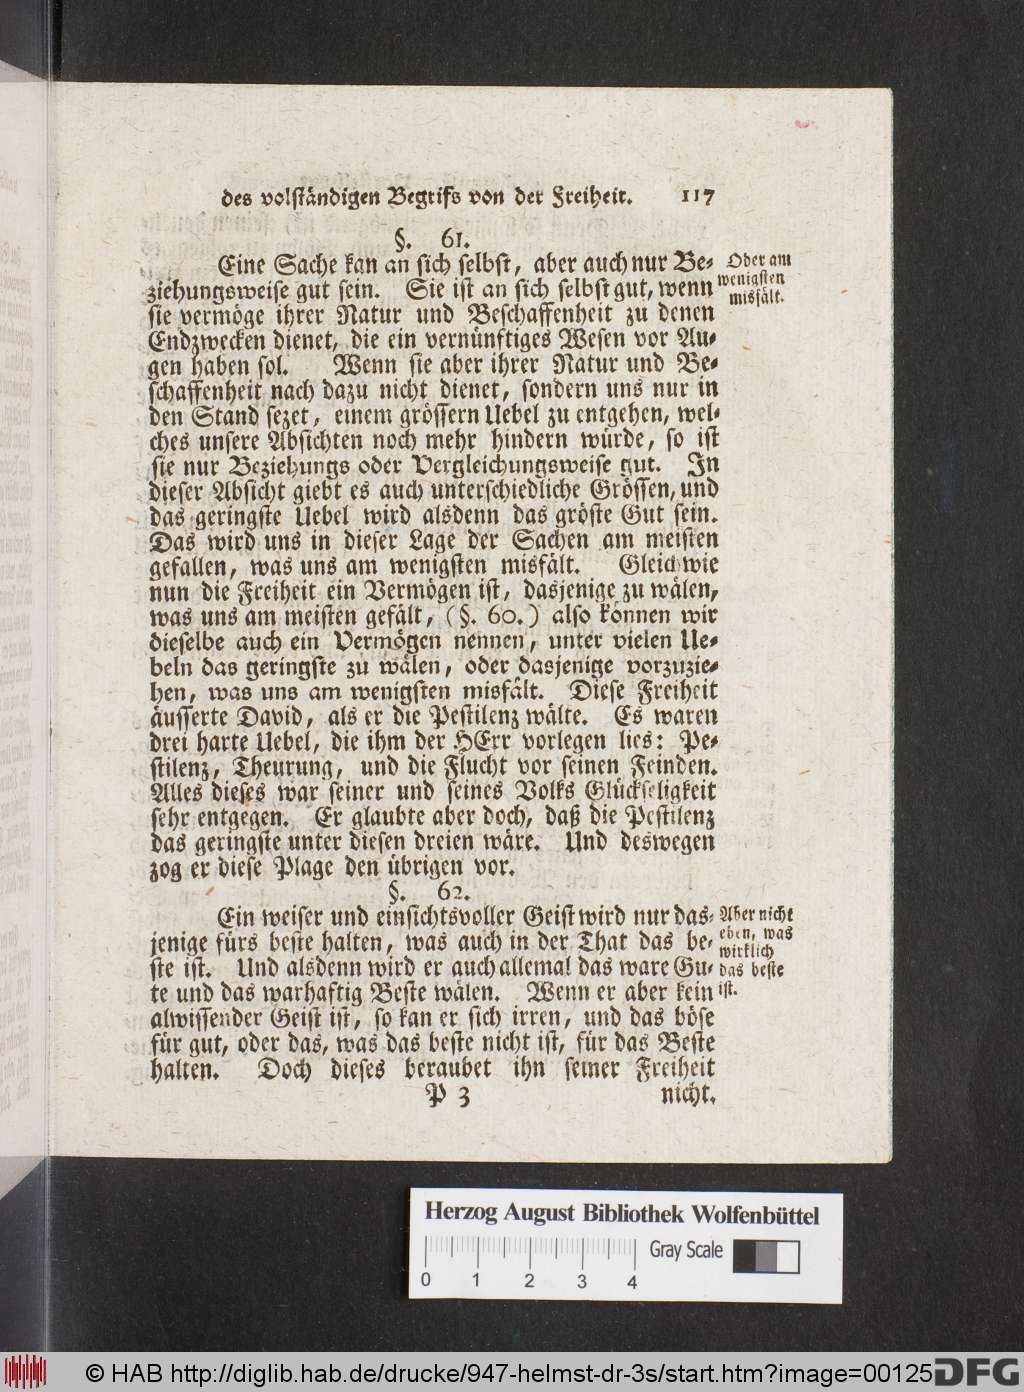 des volständigen Begrifs von der Freiheit. 117
§. 61.
Eine Sache kan an sich selbst, aber auch nur Be-
ziehungsweise gut sein. Sie ist an sich selbst gut, wenn
sie vermöge ihrer Natur und Beschaffenheit zu denen
Endzwecken dienet, die ein vernünftiges Wesen vor Au-
gen haben sol. Wenn sie aber ihrer Natur und Be-
schaffenheit nach dazu nicht dienet, sondern uns nur in
den Stand sezet, einem grössern Uebel zu entgehen, wel-
ches unsere Absichten noch mehr hindern würde, so ist
sie nur Beziehungs oder Vergleichungsweise gut. In
dieser Absicht giebt es auch unterschiedliche Grössen, und
das geringste Uebel wird alsdenn das gröste Gut sein.
Das wird uns in dieser Lage der Sachen am meisten
gefallen, was uns am wenigsten misfält. Gleichwie
nun die Freiheit ein Vermögen ist, dasjenige zu wälen,
was uns am meisten gefält, (§. 60.) also können wir
dieselbe auch ein Vermögen nennen, unter vielen Ue-
beln das geringste zu wälen, oder dasjenige vorzuzie-
hen, was uns am wenigsten misfält. Diese Freiheit
äusserte David, als er die Pestilenz wälte. Es waren
drei harte Uebel, die ihm der HErr vorlegen lies: Pe-
stilenz, Theurung, und die Flucht vor seinen Feinden.
Alles dieses war seiner und seines Volks Glückseligkeit
sehr entgegen. Er glaubte aber doch, daß die Pestilenz
das geringste unter diesen dreien wäre. Und deswegen
zog er diese Plage den übrigen vor.
Oder am
wenigsten
misfält.
§. 62.
Ein weiser und einsichtsvoller Geist wird nur das-
jenige fürs beste halten, was auch in der That das be-
ste ist. Und alsdenn wird er auch allemal das ware Gu-
te und das warhaftig Beste wälen. Wenn er aber kein
alwissender Geist ist, so kan er sich irren, und das böse
für gut, oder das, was das beste nicht ist, für das Beste
halten. Doch dieses beraubet ihn seiner Freiheit
Aber nicht
eben, was
wirklich
das beste
ist.
P 3 nicht.
Herzog August Bibliothek Wolfenbüttel
0 1 2 3 4 Gray Scale
© HAB http://diglib.hab.de/drucke/947-helmst-dr-3s/start.htm?image=00125
DFG